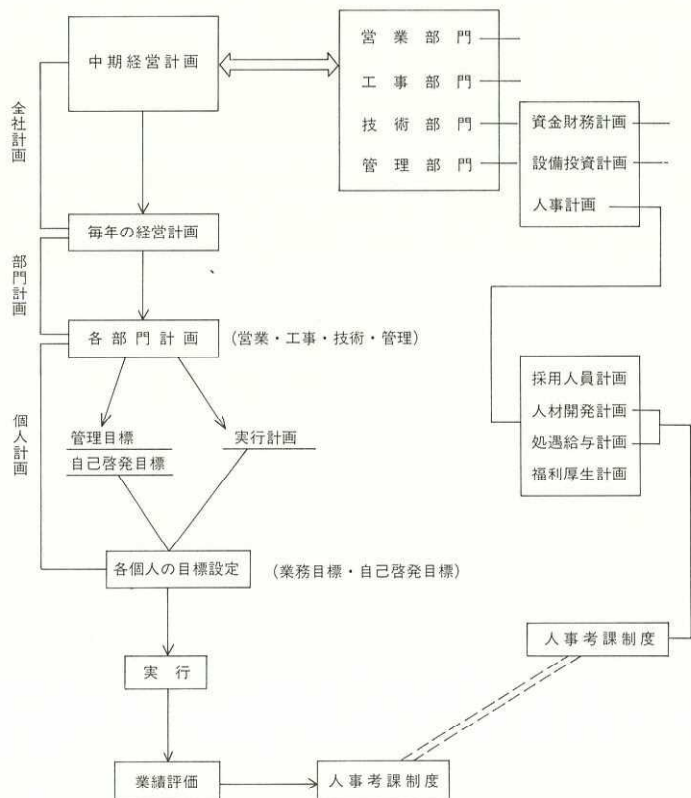 中期経営計画
営業部門
工事部門
技術部門
管理部門
資金財務計画
設備投資計画
人事計画
全社計画
毎年の経営計画
部門計画
各部門計画
(営業・工事・技術・管理)
個人計画
管理目標
自己啓発目標
実行計画
採用人員計画
人材開発計画
処遇給与計画
福利厚生計画
各個人の目標設定
(業務目標・自己啓発目標)
人事考課制度
実行
業績評価
人事考課制度